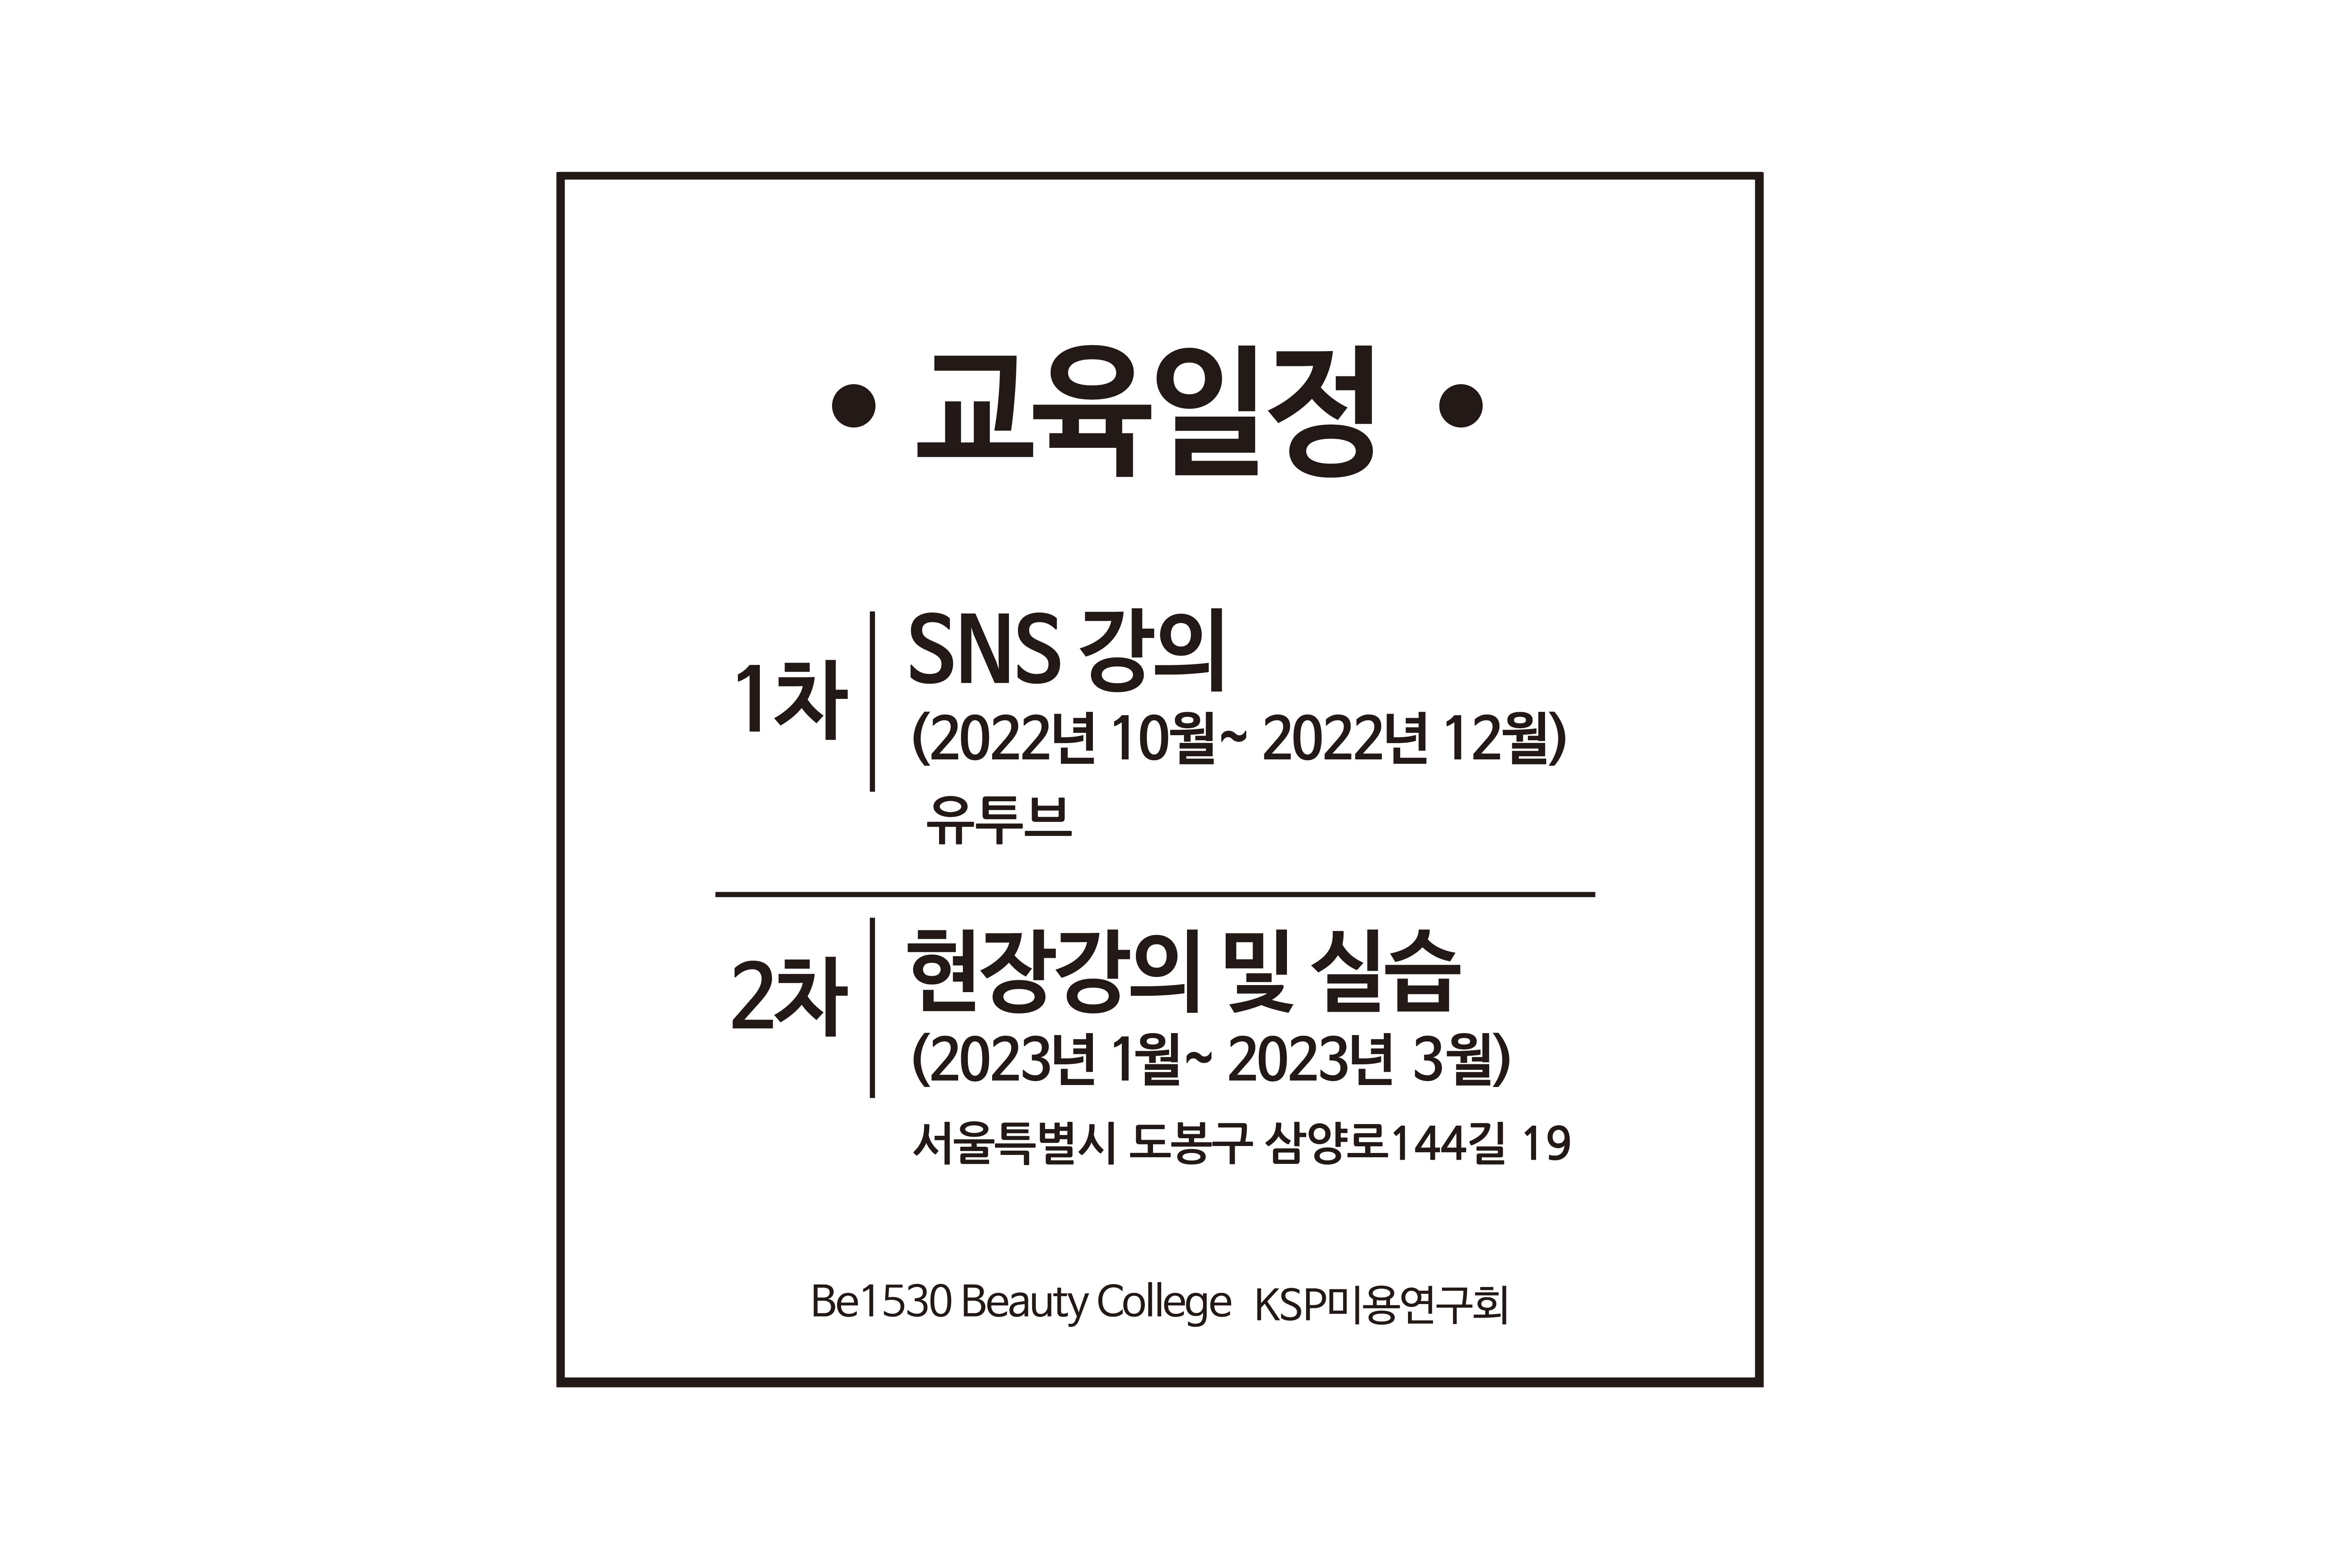 • 교육일정 •
1차
SNS 강의
(2022년 10월~ 2022년 12월)
유투브
2차
현장강의 및 실습
(2023년 1월~ 2023년 3월)
서울특별시 도봉구 삼양로144길 19
Be1530 Beauty College KSP미용연구회